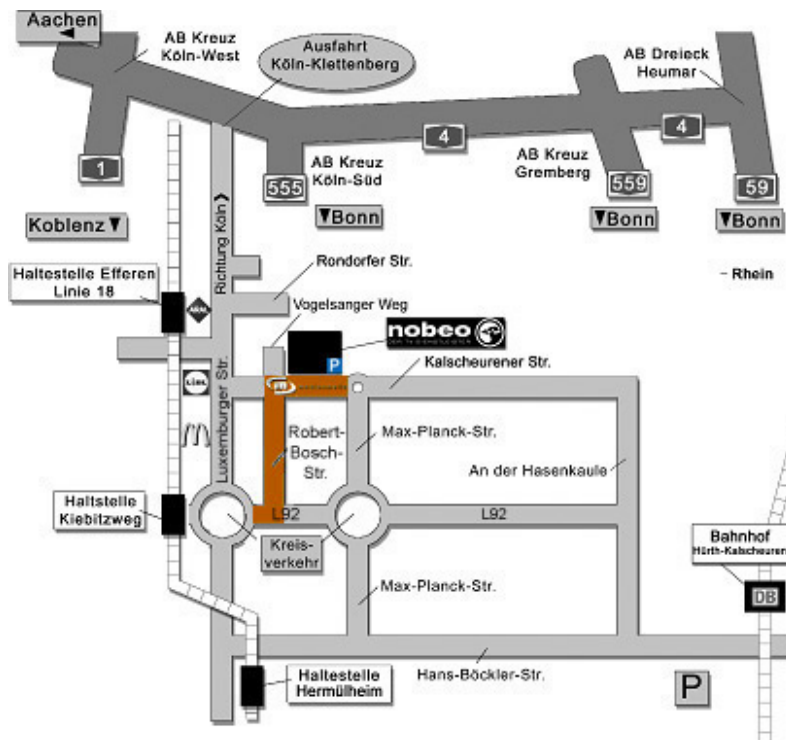 Aachen
AB Kreuz
Köln-West
Ausfahrt
Köln-Klettenberg
AB Dreieck
Heumar
4
4
1
555
AB Kreuz
Köln-Süd
AB Kreuz
Gremberg
559
59
Koblenz
Bonn
Bonn
Bonn
Richtung Köln
Haltestelle Efferen
Linie 18
ARAL
Rondorfer Str.
- Rhein
Vogelsanger Weg
nobeo
P
Kalscheurener Str.
LIDL
Luxemburger Str.
Robert-
Bosch-
Str.
Max-Planck-Str.
An der Hasenkaule
Haltstelle
Kiebitzweg
L92
L92
Kreis-
verkehr
Bahnhof
Hürth-Kalscheuren
DB
Max-Planck-Str.
Haltestelle
Hermülheim
Hans-Böckler-Str.
P